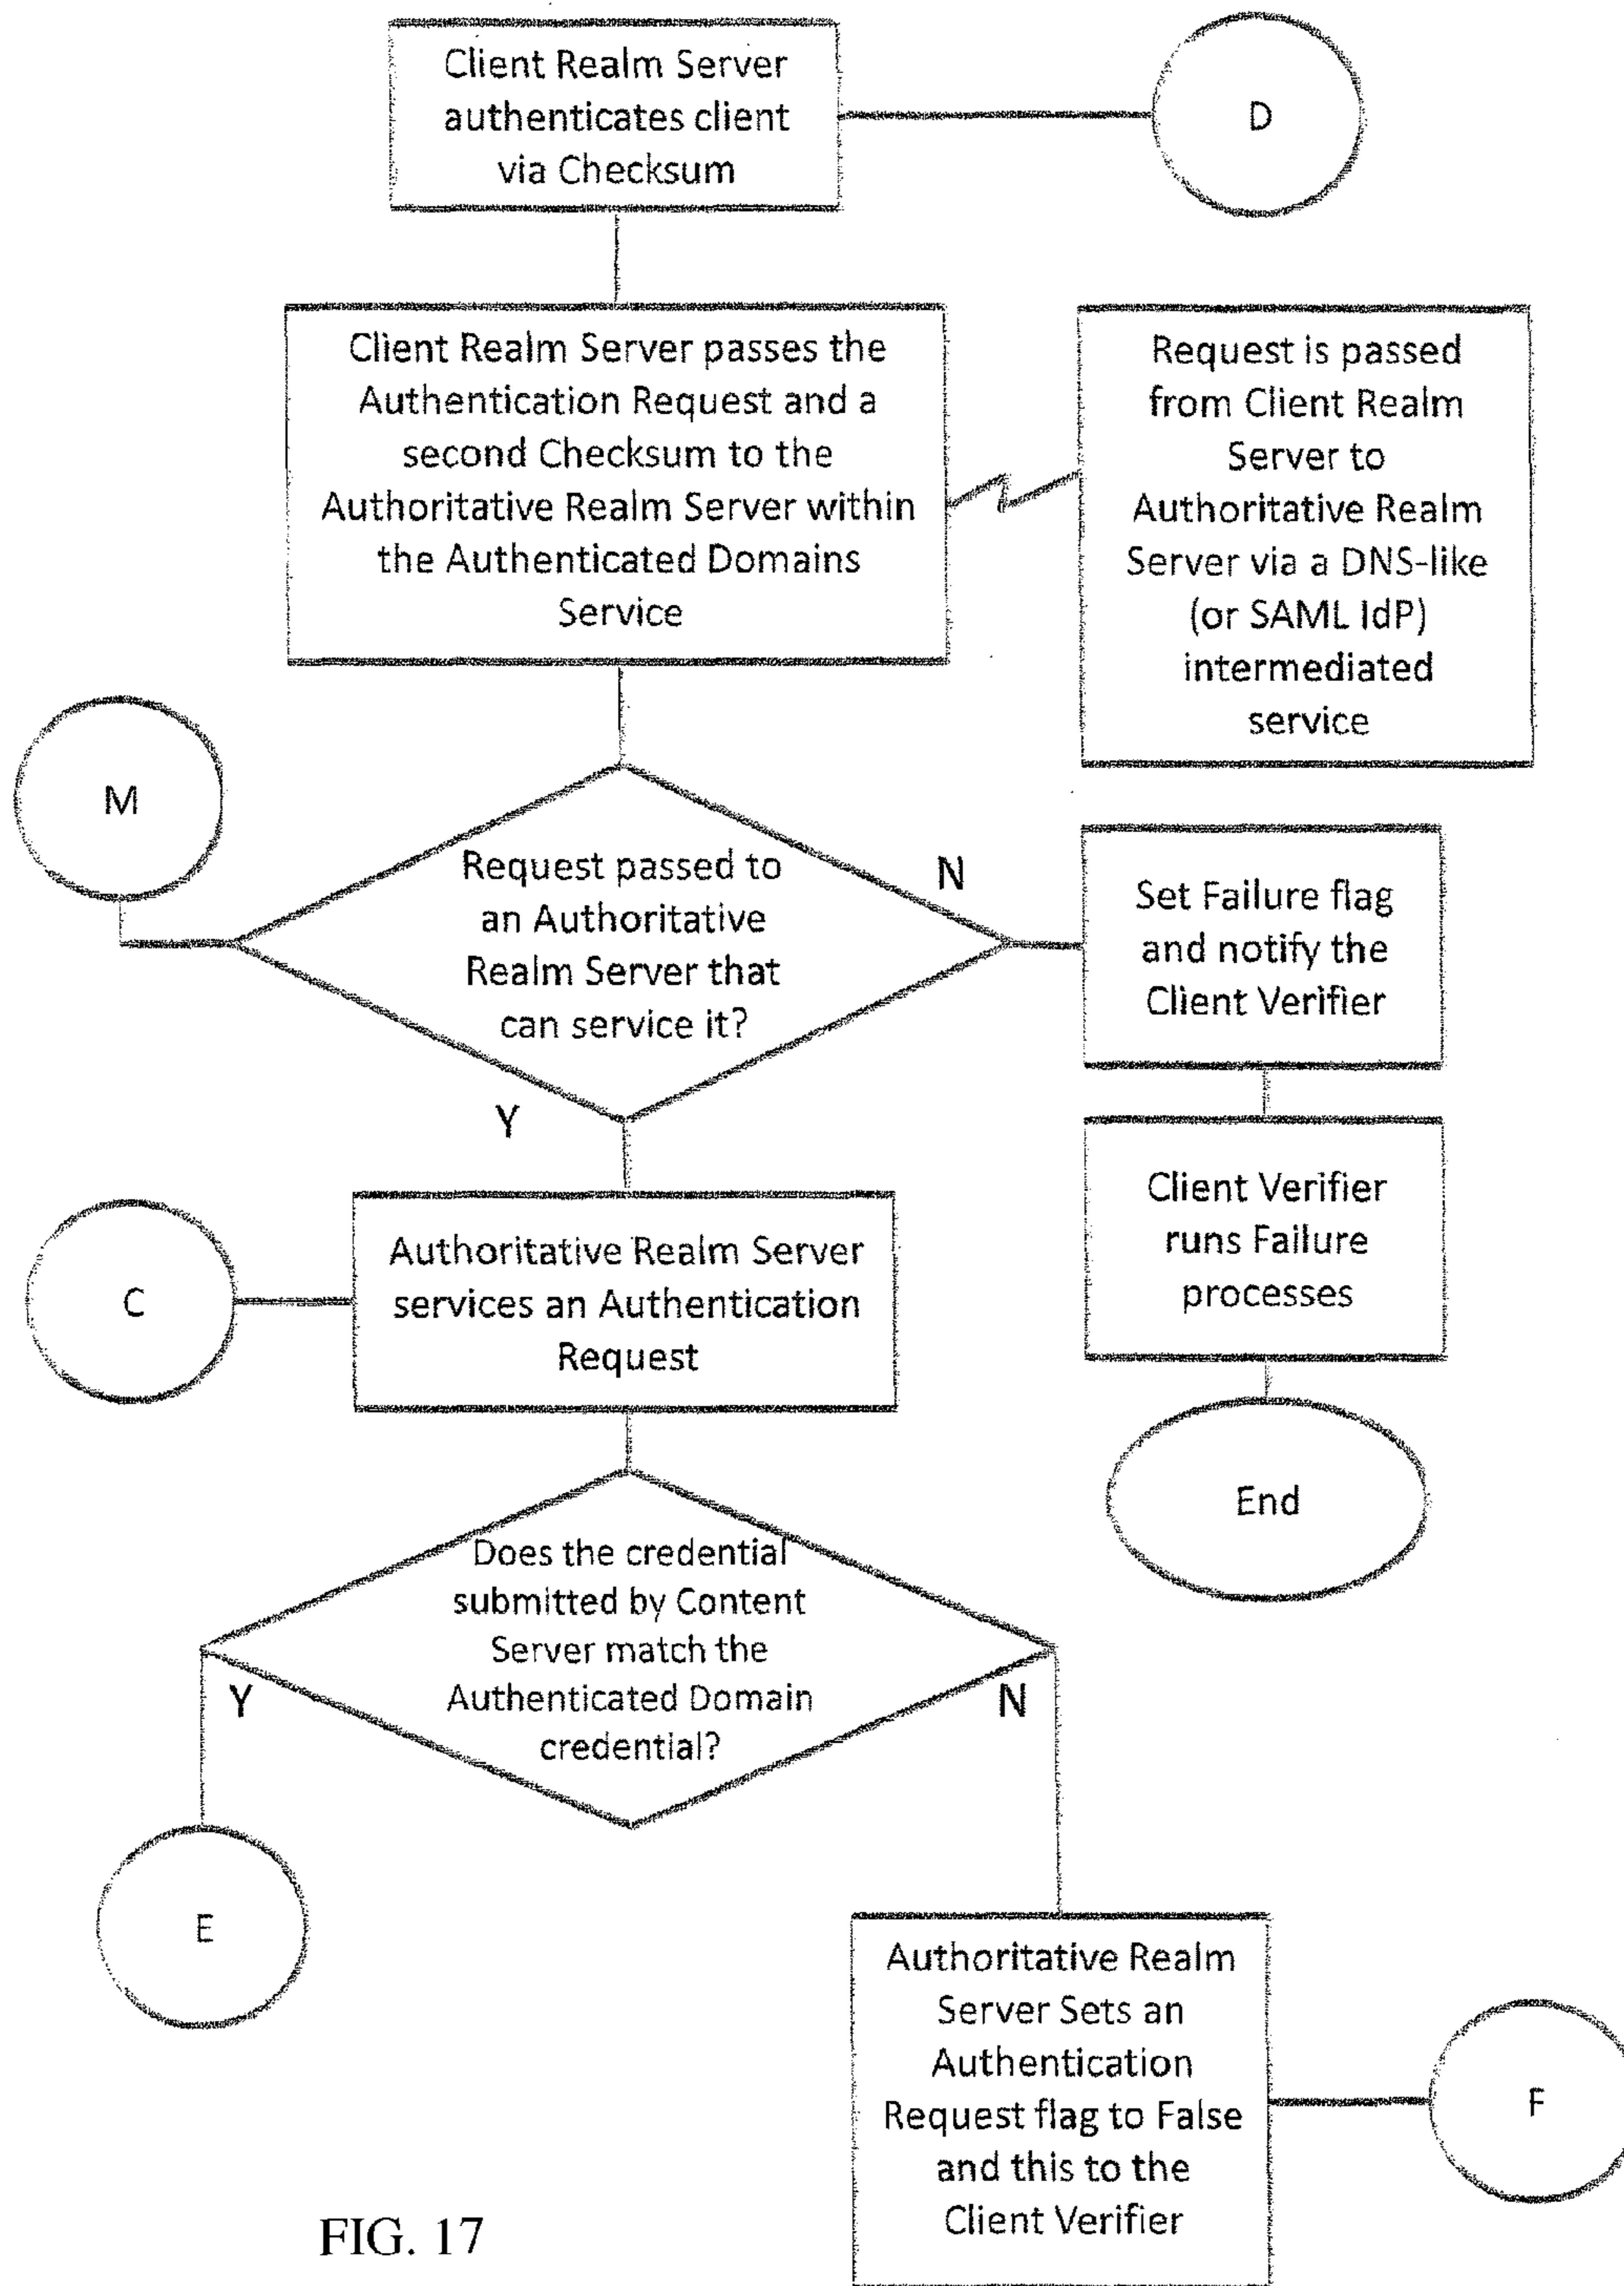 Client Realm Server
authenticates client
via Checksum
D
Client Realm Server passes the
Authentication Request and a
second Checksum to the
Authoritative Realm Server within
the Authenticated Domains
Service
Request is passed
from Client Realm
Server to
Authoritative Realm
Server via a DNS-like
(or SAML IdP)
intermediated
service
M
Request passed to
an Authoritative
Realm Server that
can service it?
N
Y
Set Failure flag
and notify the
Client Verifier
Client Verifier
runs Failure
processes
End
C
Authoritative Realm Server
services an Authentication
Request
Does the credential
submitted by Content
Server match the
Authenticated Domain
credential?
Y
N
E
Authoritative Realm
Server Sets an
Authentication
Request flag to False
and this to the
Client Verifier
F
FIG. 17